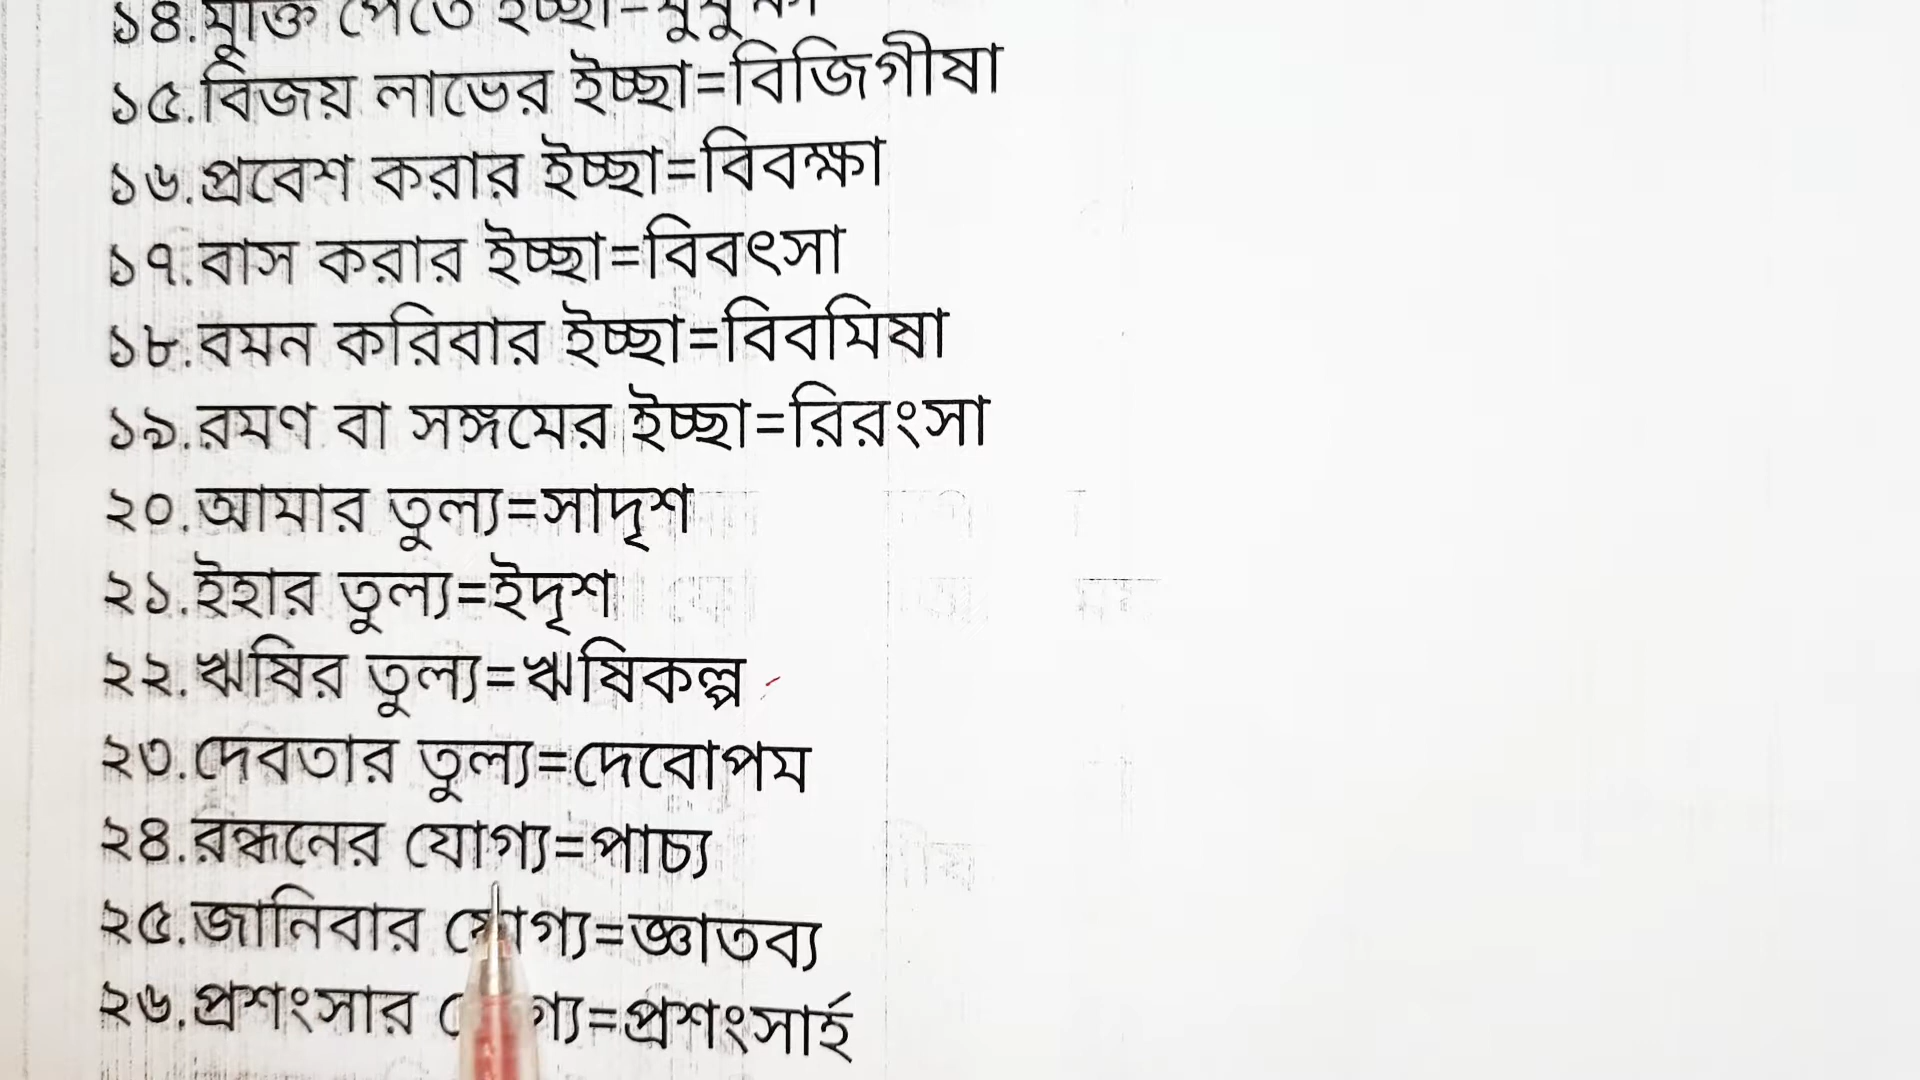 ১৪.মুক্তি পেতে ইচ্ছা=মুমুক্ষা
১৫.বিজয় লাভের ইচ্ছা=বিজিগীষা
১৬.প্রবেশ করার ইচ্ছা=বিবক্ষা
১৭.বাস করার ইচ্ছা=বিবৎসা
১৮.বমন করিবার ইচ্ছা=বিবমিষা
১৯.রমণ বা সঙ্গমের ইচ্ছা=রিরংসা
২০.আমার তুল্য=সাদৃশ
২১.ইহার তুল্য=ইদৃশ
২২.ঋষির তুল্য=ঋষিকল্প
২৩.দেবতার তুল্য=দেবোপম
২৪.রন্ধনের যোগ্য=পাচ্য
২৫.জানিবার যোগ্য=জ্ঞাতব্য
২৬.প্রশংসার যোগ্য=প্রশংসার্হ